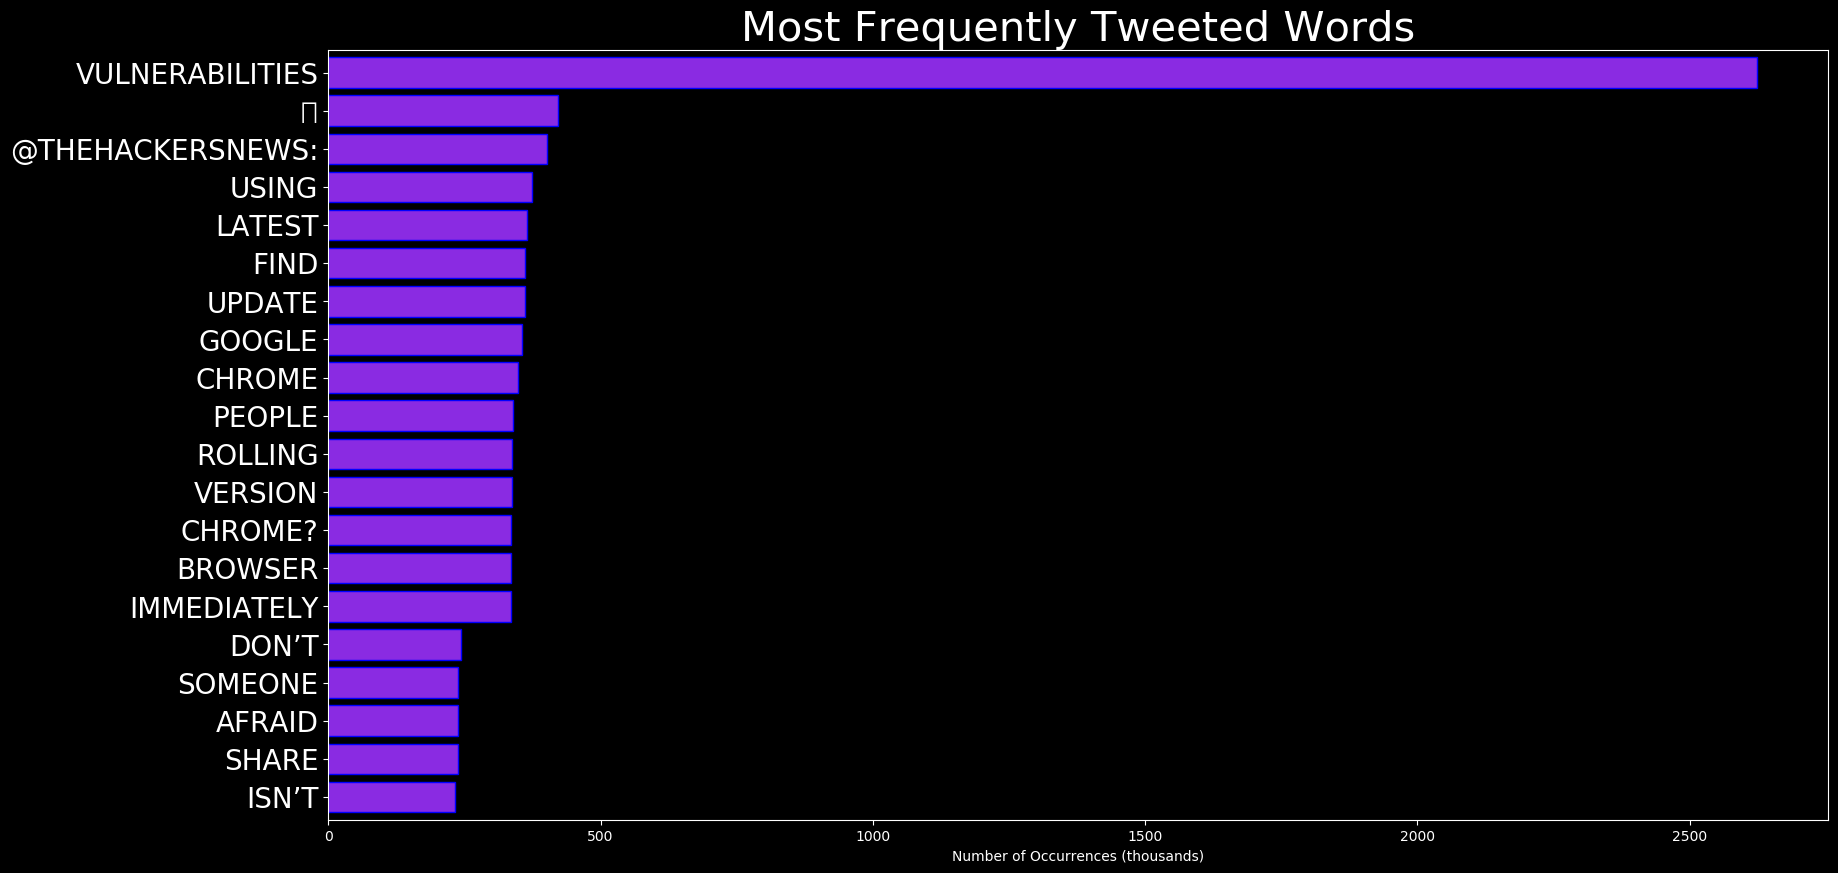 Most Frequently Tweeted Words
VULNERABILITIES
@THEHACKERSNEWS:
USING
LATEST
FIND
UPDATE
GOOGLE
CHROME
PEOPLE
ROLLING
VERSION
CHROME?
BROWSER
IMMEDIATELY
DON’T
SOMEONE
AFRAID
SHARE
ISN’T
0 500 1000 1500 2000 2500
Number of Occurrences (thousands)